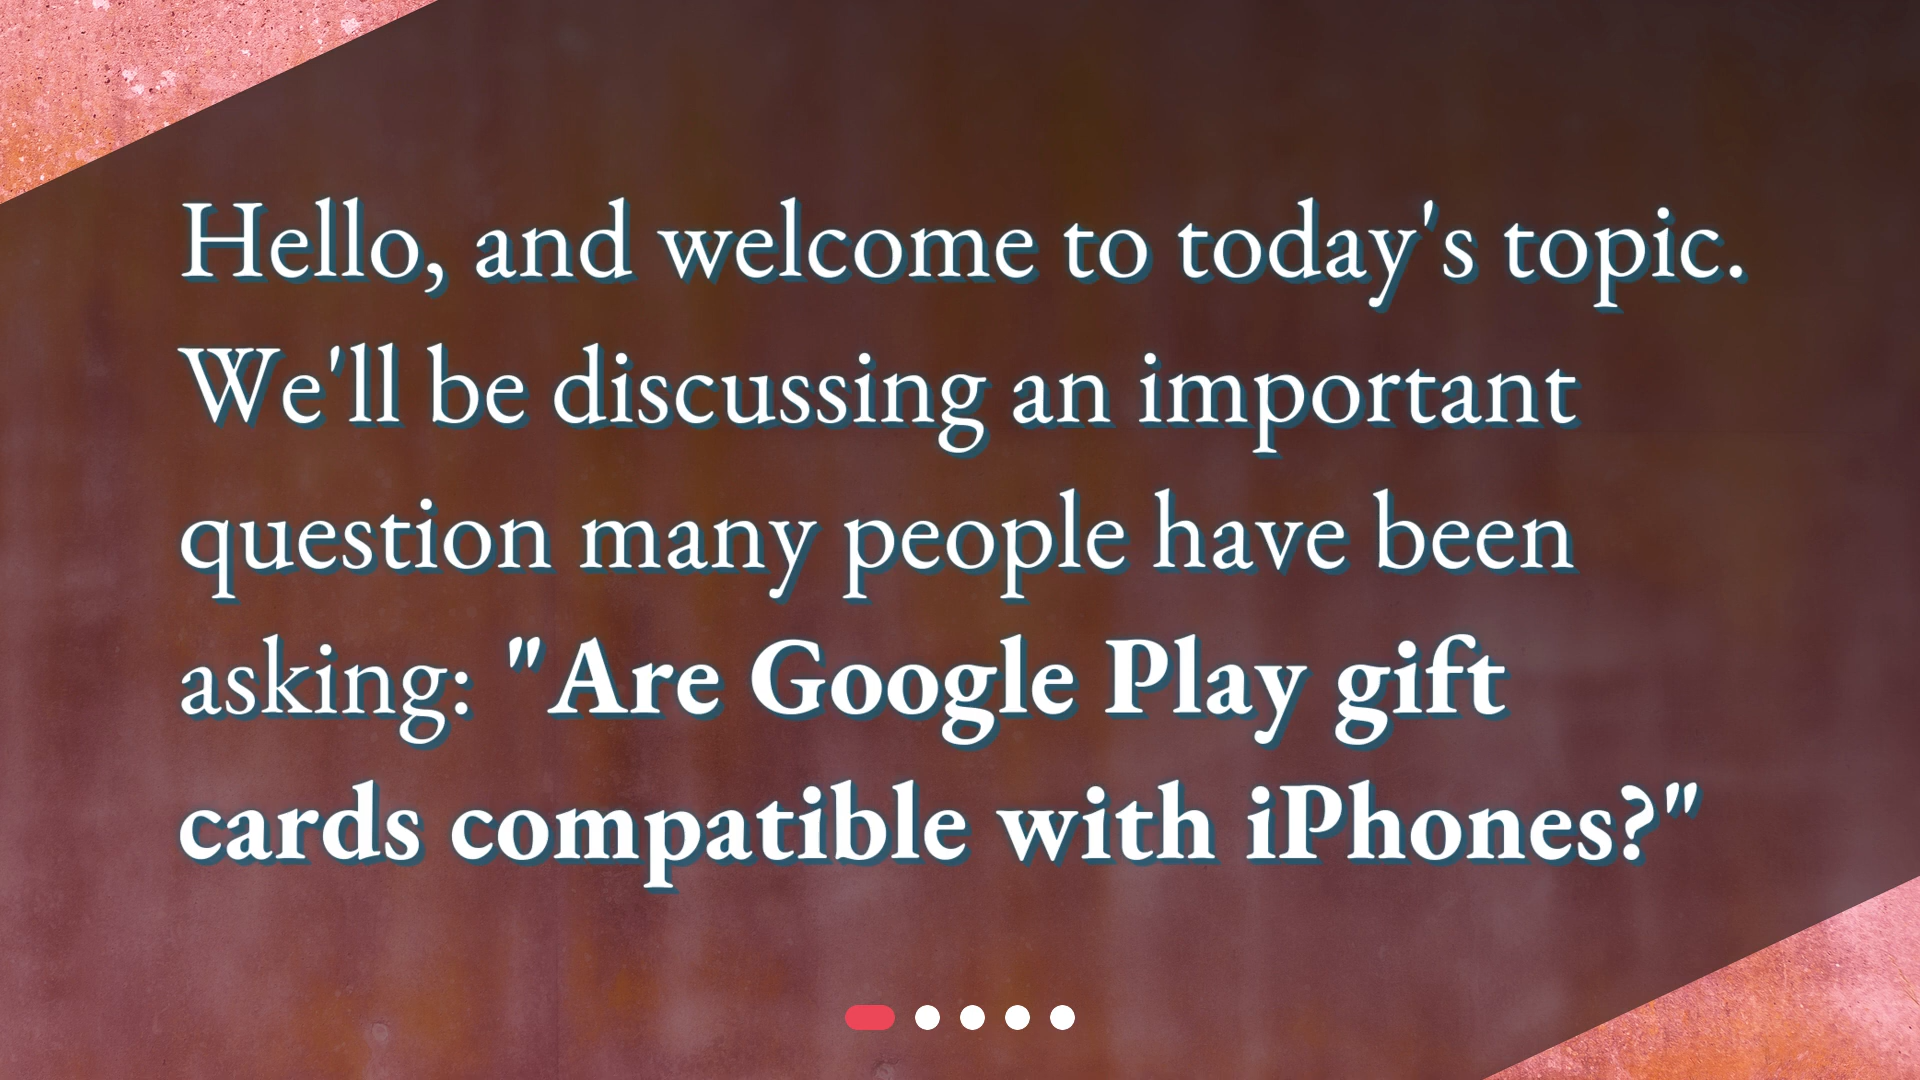 Hello, and welcome to today's topic.
We'll be discussing an important
question many people have been
asking: "Are Google Play gift
cards compatible with iPhones?"